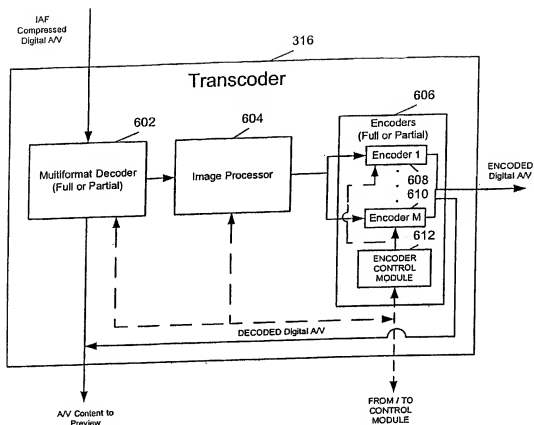 IAF
Compressed
Digital A/V
316
Transcoder
602
604
606
Multiformat Decoder
(Full or Partial)
Image Processor
Encoders
(Full or Partial)
Encoder 1
608
610
Encoder M
612
ENCODER
CONTROL
MODULE
ENCODED
Digital A/V
DECODED Digital A/V
A/V Content to
Preview
FROM / TO
CONTROL
MODULE